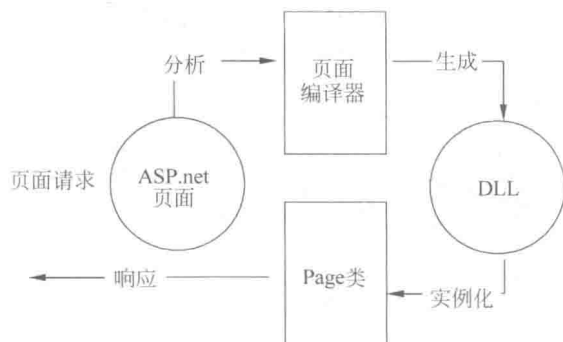 分析
页面
编译器
生成
页面请求
ASP.net
页面
DLL
响应
Page类
实例化